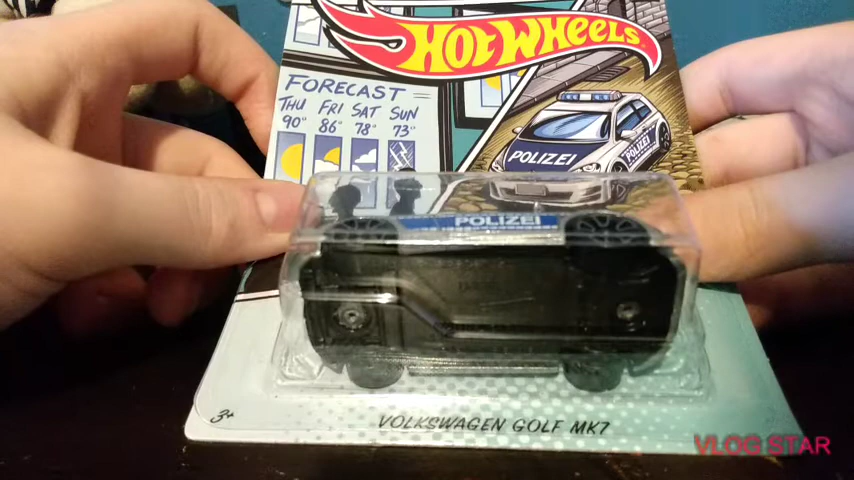 HOT WHEELS
FORECAST
THU FRI SAT SUN
90° 86° 78° 73°
POLIZEI
POLIZEI
POLIZEI
3+
VOLKSWAGEN GOLF MK7
VLOG STAR